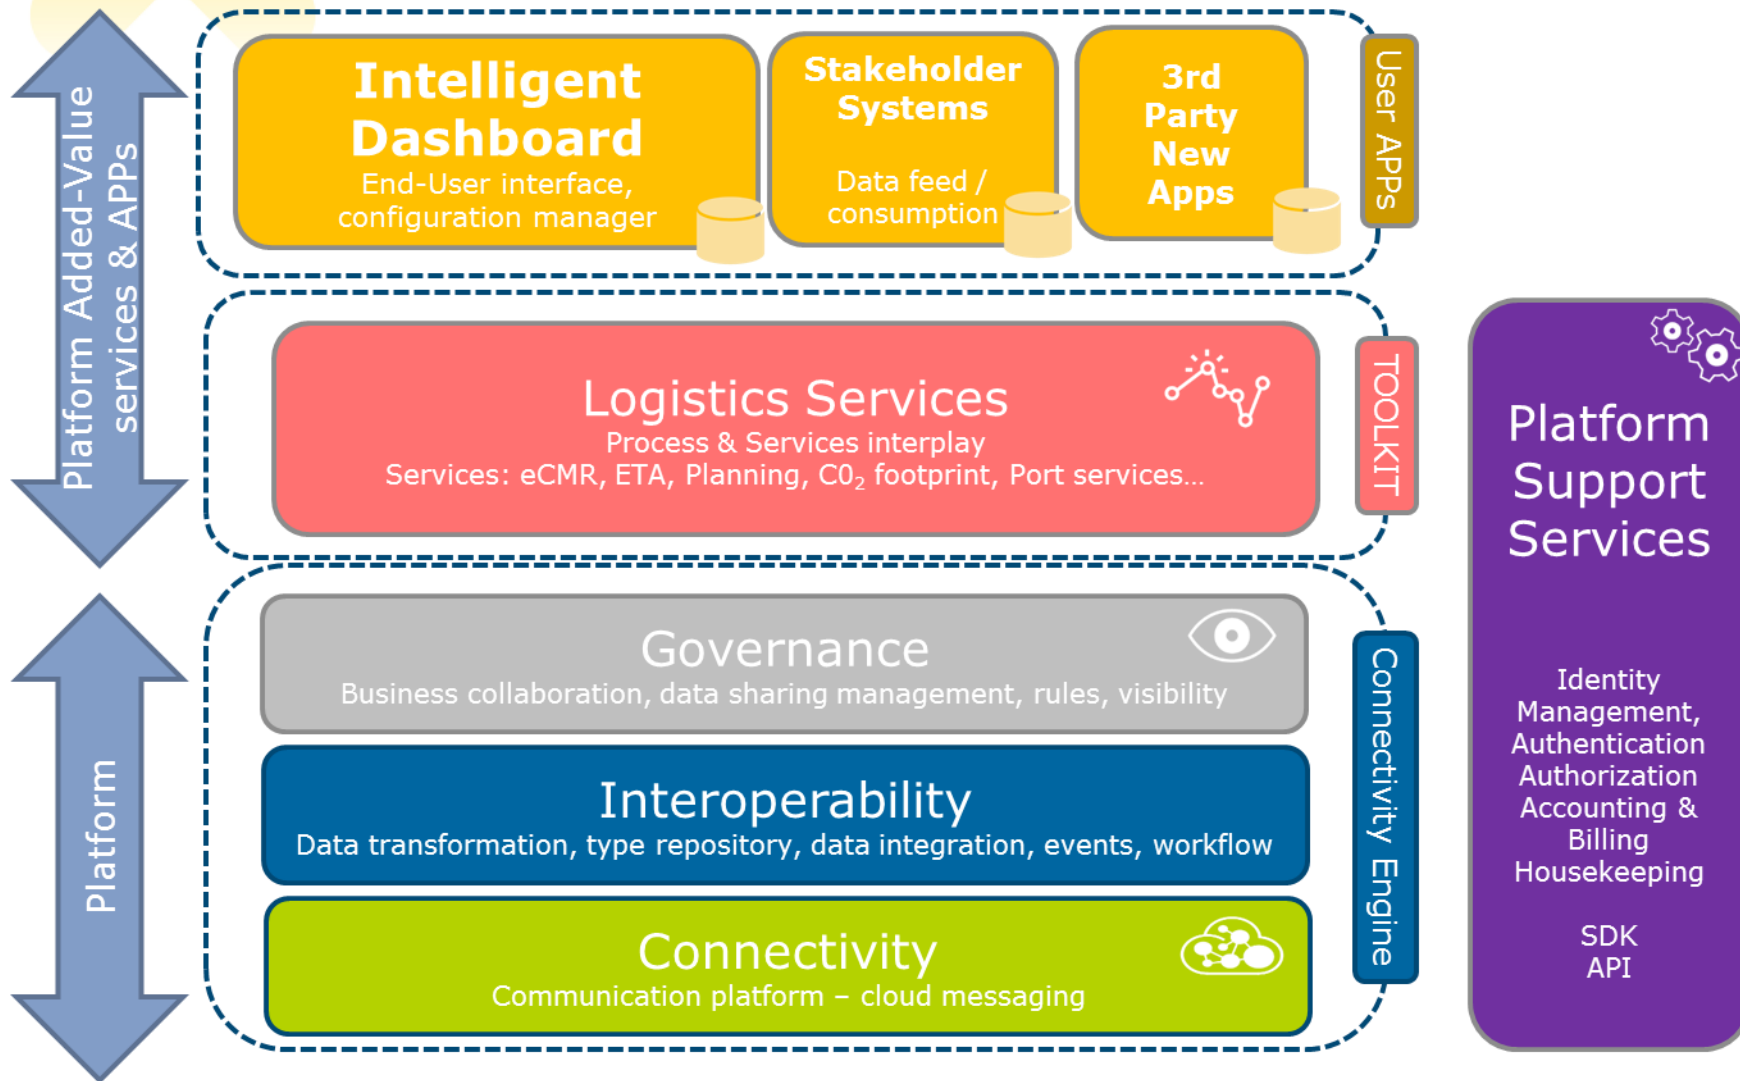 Platform Added-Value
services & APPs
Intelligent
Dashboard
End-User interface,
configuration manager
Stakeholder
Systems
Data feed /
consumption
3rd
Party
New
Apps
User APPs
Logistics Services
Process & Services interplay
Services: eCMR, ETA, Planning, C0₂ footprint, Port services...
TOOLKIT
Platform
Governance
Business collaboration, data sharing management, rules, visibility
Interoperability
Data transformation, type repository, data integration, events, workflow
Connectivity
Communication platform – cloud messaging
Connectivity Engine
Platform
Support
Services
Identity
Management,
Authentication
Authorization
Accounting &
Billing
Housekeeping
SDK
API